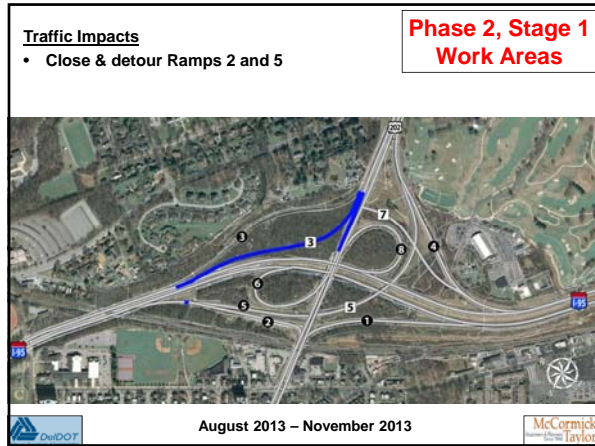 Traffic Impacts
• Close & detour Ramps 2 and 5
Phase 2, Stage 1
Work Areas
202
7
3
3
8
4
6
5
5
2
1
I-95
I-95
DelDOT
August 2013 – November 2013
McCormick
Taylor